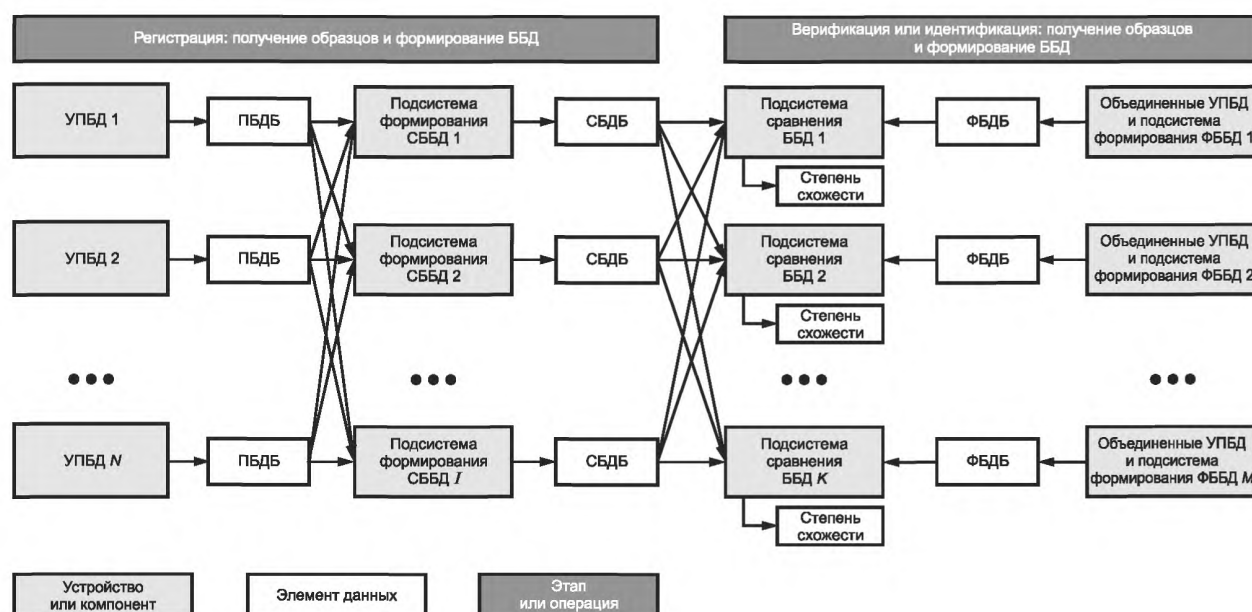 Регистрация: получение образцов и формирование ББД
Верификация или идентификация: получение образцов
и формирование ББД
УПБД 1
ПБДБ
Подсистема
формирования
СББД 1
СБДБ
Подсистема
сравнения
ББД 1
ФБДБ
Объединенные УПБД
и подсистема
формирования ФББД 1
Степень
схожести
УПБД 2
ПБДБ
Подсистема
формирования
СББД 2
СБДБ
Подсистема
сравнения
ББД 2
ФБДБ
Объединенные УПБД
и подсистема
формирования ФББД 2
Степень
схожести
УПБД N
ПБДБ
Подсистема
формирования
СББД I
СБДБ
Подсистема
сравнения
ББД K
ФБДБ
Объединенные УПБД
и подсистема
формирования ФББД M
Степень
схожести
Устройство
или компонент
Элемент данных
Этап
или операция